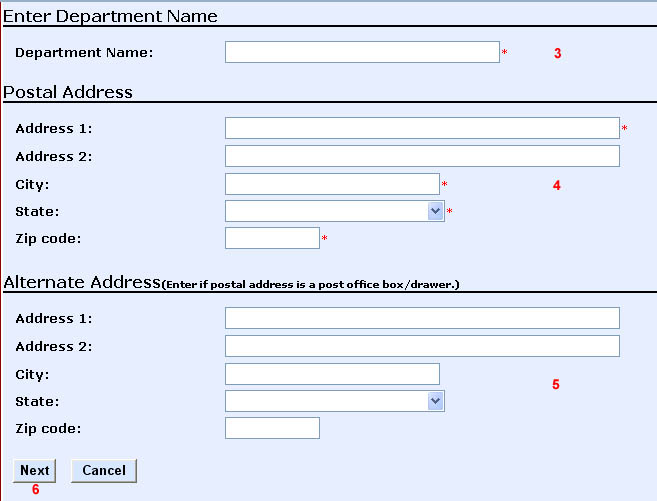 Enter Department Name
Department Name: * 3
Postal Address
Address 1: *
Address 2:
City: * 4
State: *
Zip code: *
Alternate Address(Enter if postal address is a post office box/drawer.)
Address 1:
Address 2:
City: 5
State:
Zip code:
Next Cancel
6